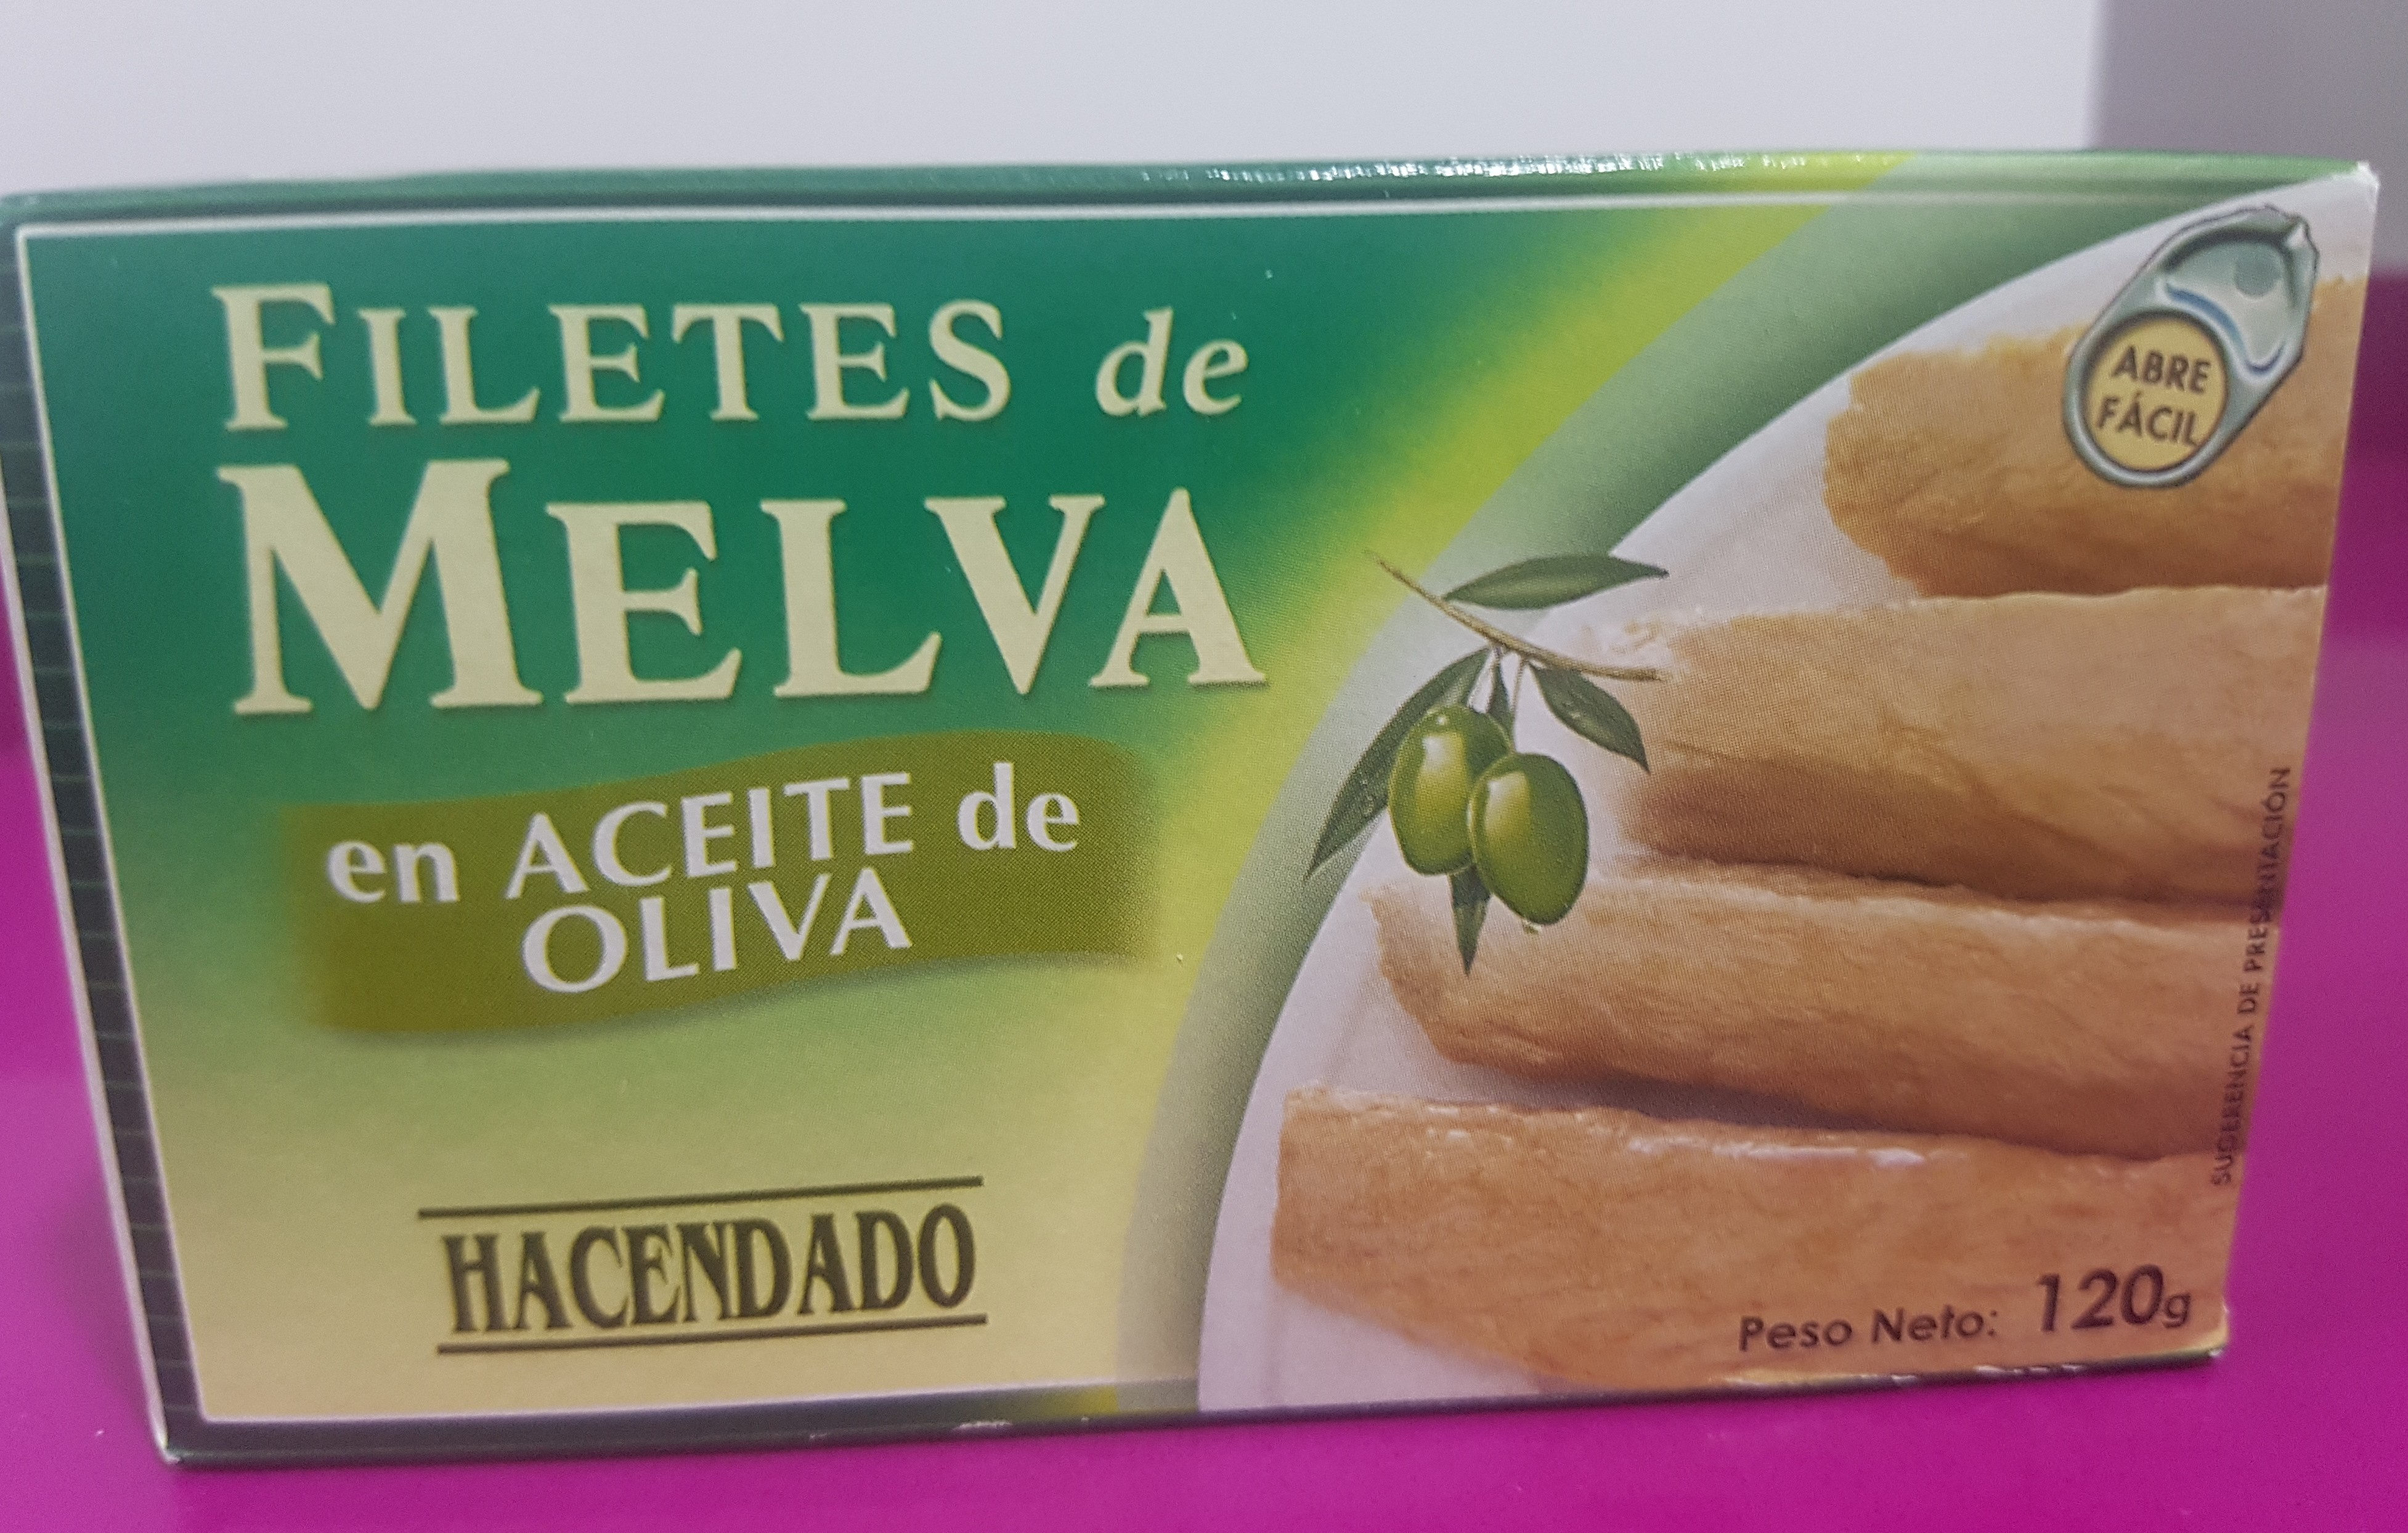 FILETES de
MELVA
en ACEITE de
OLIVA
HACENDADO
ABRE
FÁCIL
SUGERENCIA DE PRESENTACIÓN
Peso Neto: 120g